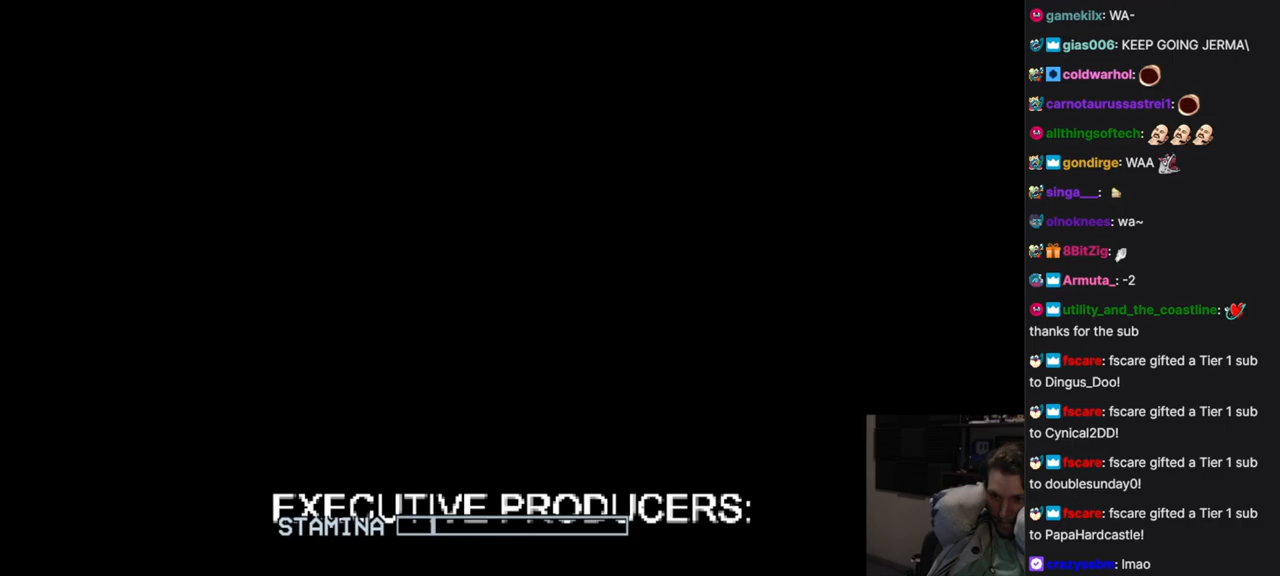 gamekilx: WA-
gias006: KEEP GOING JERMA\
coldwarhol:
carnotaurussastrei1:
allthingsoftech:
gondirge: WAA
singa___:
olnoknees: wa~
8BitZig:
Armuta_: -2
utility_and_the_coastline:
thanks for the sub
fscare: fscare gifted a Tier 1 sub
to Dingus_Doo!
fscare: fscare gifted a Tier 1 sub
to Cynical2DD!
fscare: fscare gifted a Tier 1 sub
to doublesunday0!
fscare: fscare gifted a Tier 1 sub
to PapaHardcastle!
lmao
EXECUTIVE PRODUCERS:
STAMINA